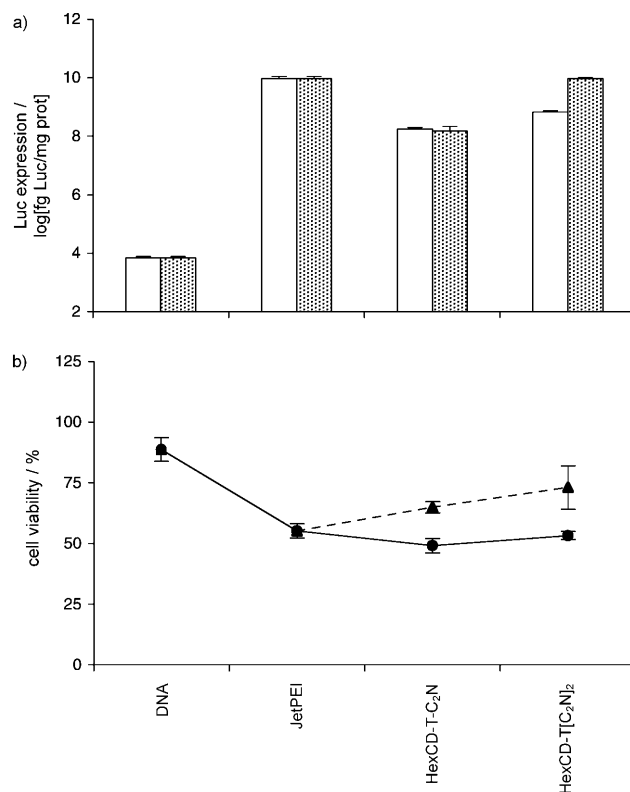 a)
Luc expression /
log[fg Luc/mg prot]
12
10
8
6
4
2
b)
cell viability / %
125
100
75
50
25
0
DNA
JetPEI
HexCD-T-C₂N
HexCD-T[C₂N]₂